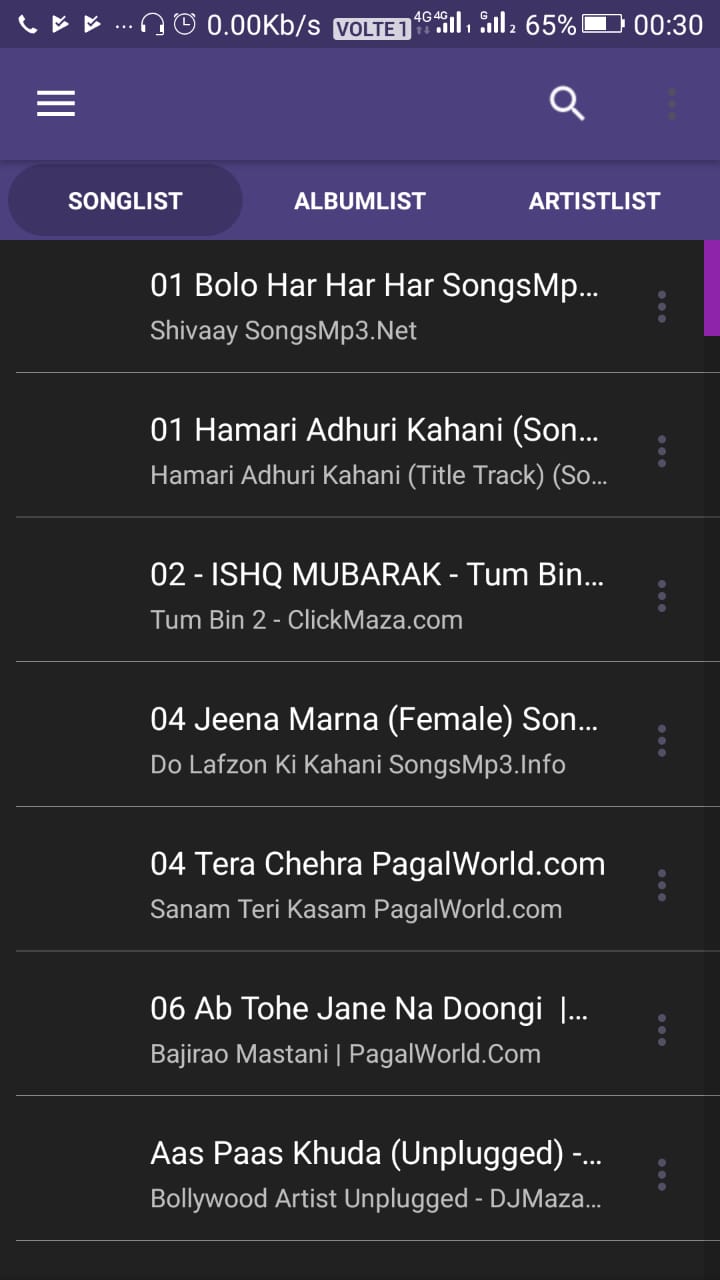 ... 0.00Kb/s VOLTE 1 4G 4G 1 G 2 65% 00:30
SONGLIST ALBUMLIST ARTISTLIST
01 Bolo Har Har Har SongsMp...
Shivaay SongsMp3.Net
01 Hamari Adhuri Kahani (Son...
Hamari Adhuri Kahani (Title Track) (So...
02 - ISHQ MUBARAK - Tum Bin...
Tum Bin 2 - ClickMaza.com
04 Jeena Marna (Female) Son...
Do Lafzon Ki Kahani SongsMp3.Info
04 Tera Chehra PagalWorld.com
Sanam Teri Kasam PagalWorld.com
06 Ab Tohe Jane Na Doongi |...
Bajirao Mastani | PagalWorld.Com
Aas Paas Khuda (Unplugged) -...
Bollywood Artist Unplugged - DJMaza...